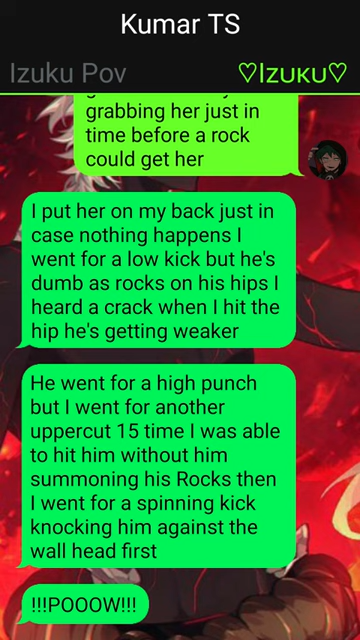 Kumar TS
Izuku Pov
♡Izuku♡
grabbing her just in
time before a rock
could get her
I put her on my back just in
case nothing happens I
went for a low kick but he's
dumb as rocks on his hips I
heard a crack when I hit the
hip he's getting weaker
He went for a high punch
but I went for another
uppercut 15 time I was able
to hit him without him
summoning his Rocks then
I went for a spinning kick
knocking him against the
wall head first
!!!POOOW!!!